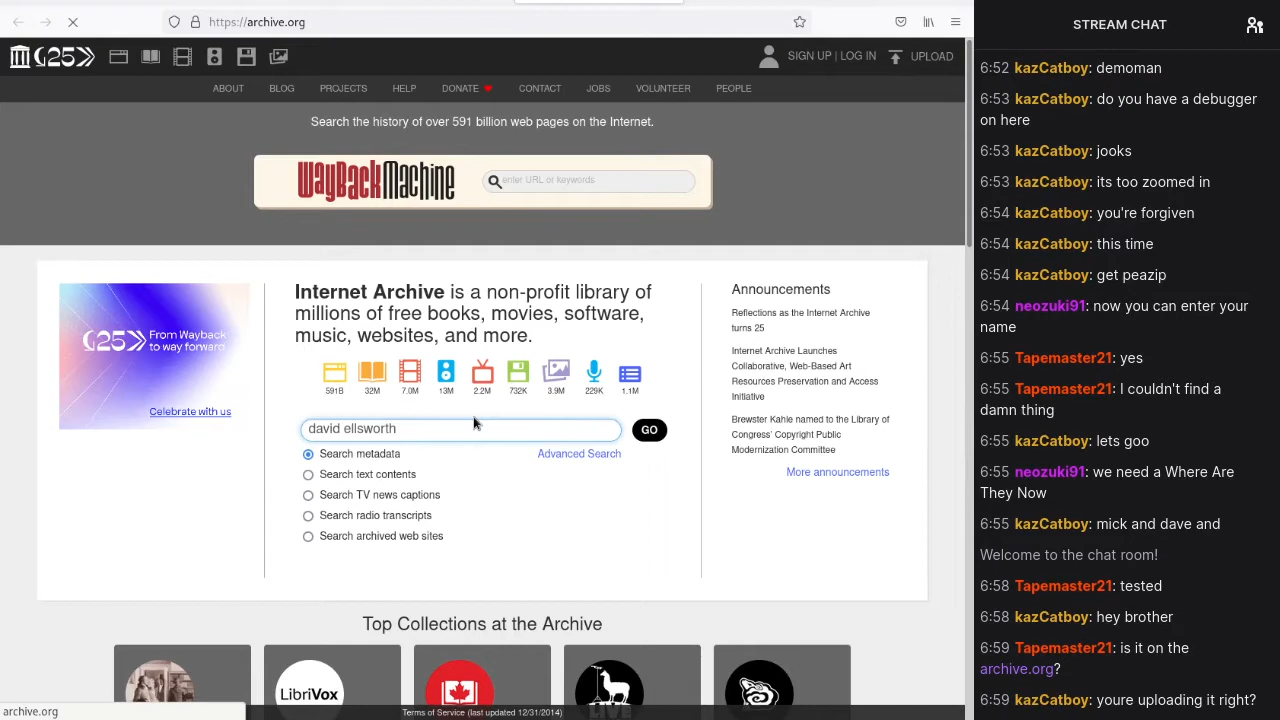 https://archive.org
25
SIGN UP | LOG IN
UPLOAD
ABOUT
BLOG
PROJECTS
HELP
DONATE
CONTACT
JOBS
VOLUNTEER
PEOPLE
Search the history of over 591 billion web pages on the Internet.
WayBackMachine
enter URL or keywords
25
From Wayback
to way forward
Celebrate with us
Internet Archive is a non-profit library of
millions of free books, movies, software,
music, websites, and more.
591B
32M
7.0M
13M
2.2M
732K
3.9M
229K
1.1M
david ellsworth
GO
Search metadata
Advanced Search
Search text contents
Search TV news captions
Search radio transcripts
Search archived web sites
Announcements
Reflections as the Internet Archive
turns 25
Internet Archive Launches
Collaborative, Web-Based Art
Resources Preservation and Access
Initiative
Brewster Kahle named to the Library of
Congress' Copyright Public
Modernization Committee
More announcements
Top Collections at the Archive
LibriVox
LIVE
archive.org
Terms of Service (last updated 12/31/2014)
STREAM CHAT
6:52 kazCatboy: demoman
6:53 kazCatboy: do you have a debugger
on here
6:53 kazCatboy: jooks
6:53 kazCatboy: its too zoomed in
6:54 kazCatboy: you're forgiven
6:54 kazCatboy: this time
6:54 kazCatboy: get peazip
6:54 neozuki91: now you can enter your
name
6:55 Tapemaster21: yes
6:55 Tapemaster21: I couldn't find a
damn thing
6:55 kazCatboy: lets goo
6:55 neozuki91: we need a Where Are
They Now
6:55 kazCatboy: mick and dave and
Welcome to the chat room!
6:58 Tapemaster21: tested
6:58 kazCatboy: hey brother
6:59 Tapemaster21: is it on the
archive.org?
6:59 kazCatboy: youre uploading it right?